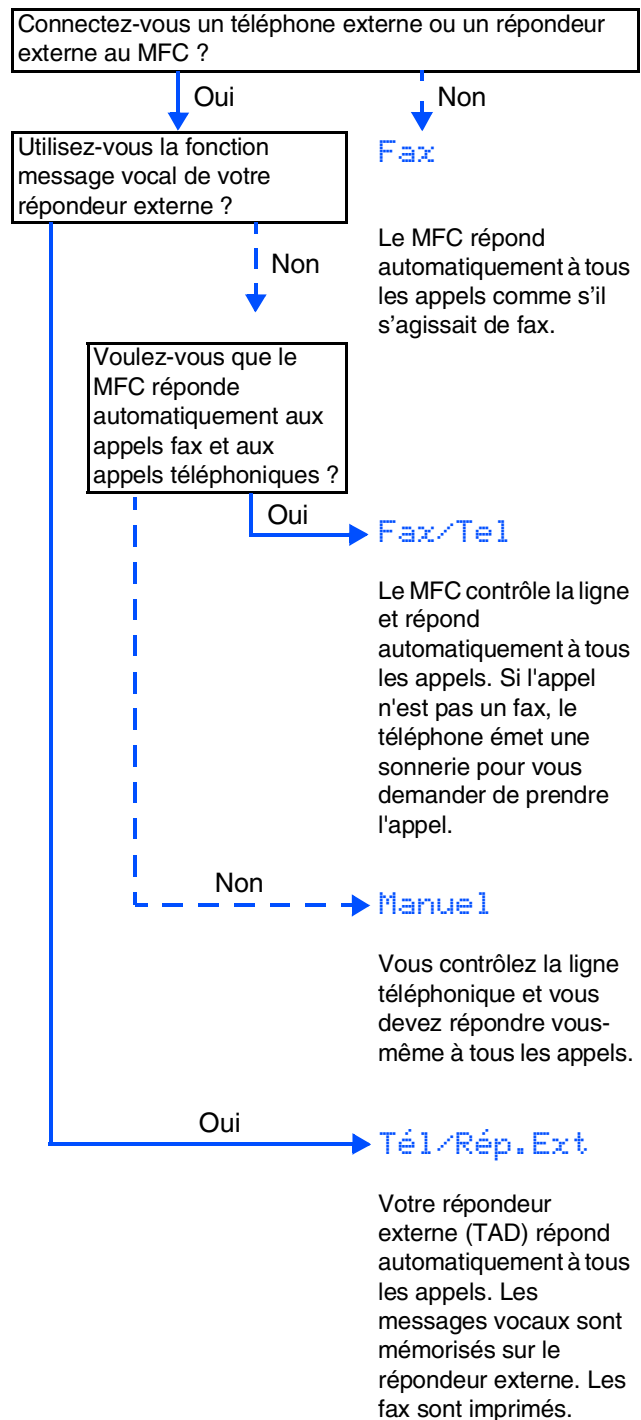 Connectez-vous un téléphone externe ou un répondeur
externe au MFC ?
Oui
Non
Utilisez-vous la fonction
message vocal de votre
répondeur externe ?
Fax
Le MFC répond
automatiquement à tous
les appels comme s'il
s'agissait de fax.
Non
Voulez-vous que le
MFC réponde
automatiquement aux
appels fax et aux
appels téléphoniques ?
Oui
Fax/Tel
Le MFC contrôle la ligne
et répond
automatiquement à tous
les appels. Si l'appel
n'est pas un fax, le
téléphone émet une
sonnerie pour vous
demander de prendre
l'appel.
Non
Manuel
Vous contrôlez la ligne
téléphonique et vous
devez répondre vous-
même à tous les appels.
Oui
Tél/Rép.Ext
Votre répondeur
externe (TAD) répond
automatiquement à tous
les appels. Les
messages vocaux sont
mémorisés sur le
répondeur externe. Les
fax sont imprimés.